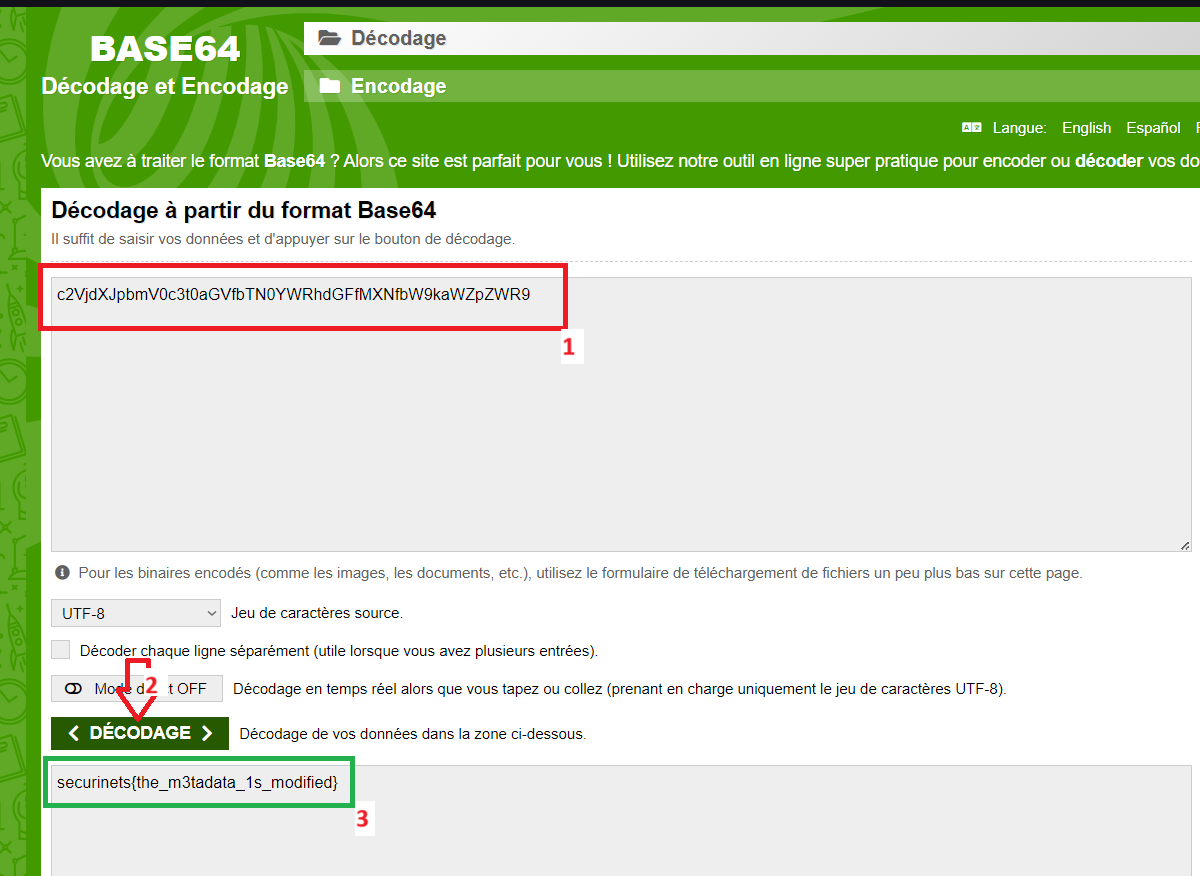 BASE64
Décodage et Encodage
Décodage
Encodage
Langue: English Español
Vous avez à traiter le format Base64 ? Alors ce site est parfait pour vous ! Utilisez notre outil en ligne super pratique pour encoder ou décoder vos
Décodage à partir du format Base64
Il suffit de saisir vos données et d'appuyer sur le bouton de décodage.
c2VjdXJpbmV0c3t0aGVfbTN0YWRhdGFfMXNfbW9kaWZpZWR9
1
Pour les binaires encodés (comme les images, les documents, etc.), utilisez le formulaire de téléchargement de fichiers un peu plus bas sur cette page.
UTF-8 Jeu de caractères source.
Décoder chaque ligne séparément (utile lorsque vous avez plusieurs entrées).
2
OFF Décodage en temps réel alors que vous tapez ou collez (prenant en charge uniquement le jeu de caractères UTF-8).
< DÉCODAGE > Décodage de vos données dans la zone ci-dessous.
securinets{the_m3tadata_1s_modified}
3